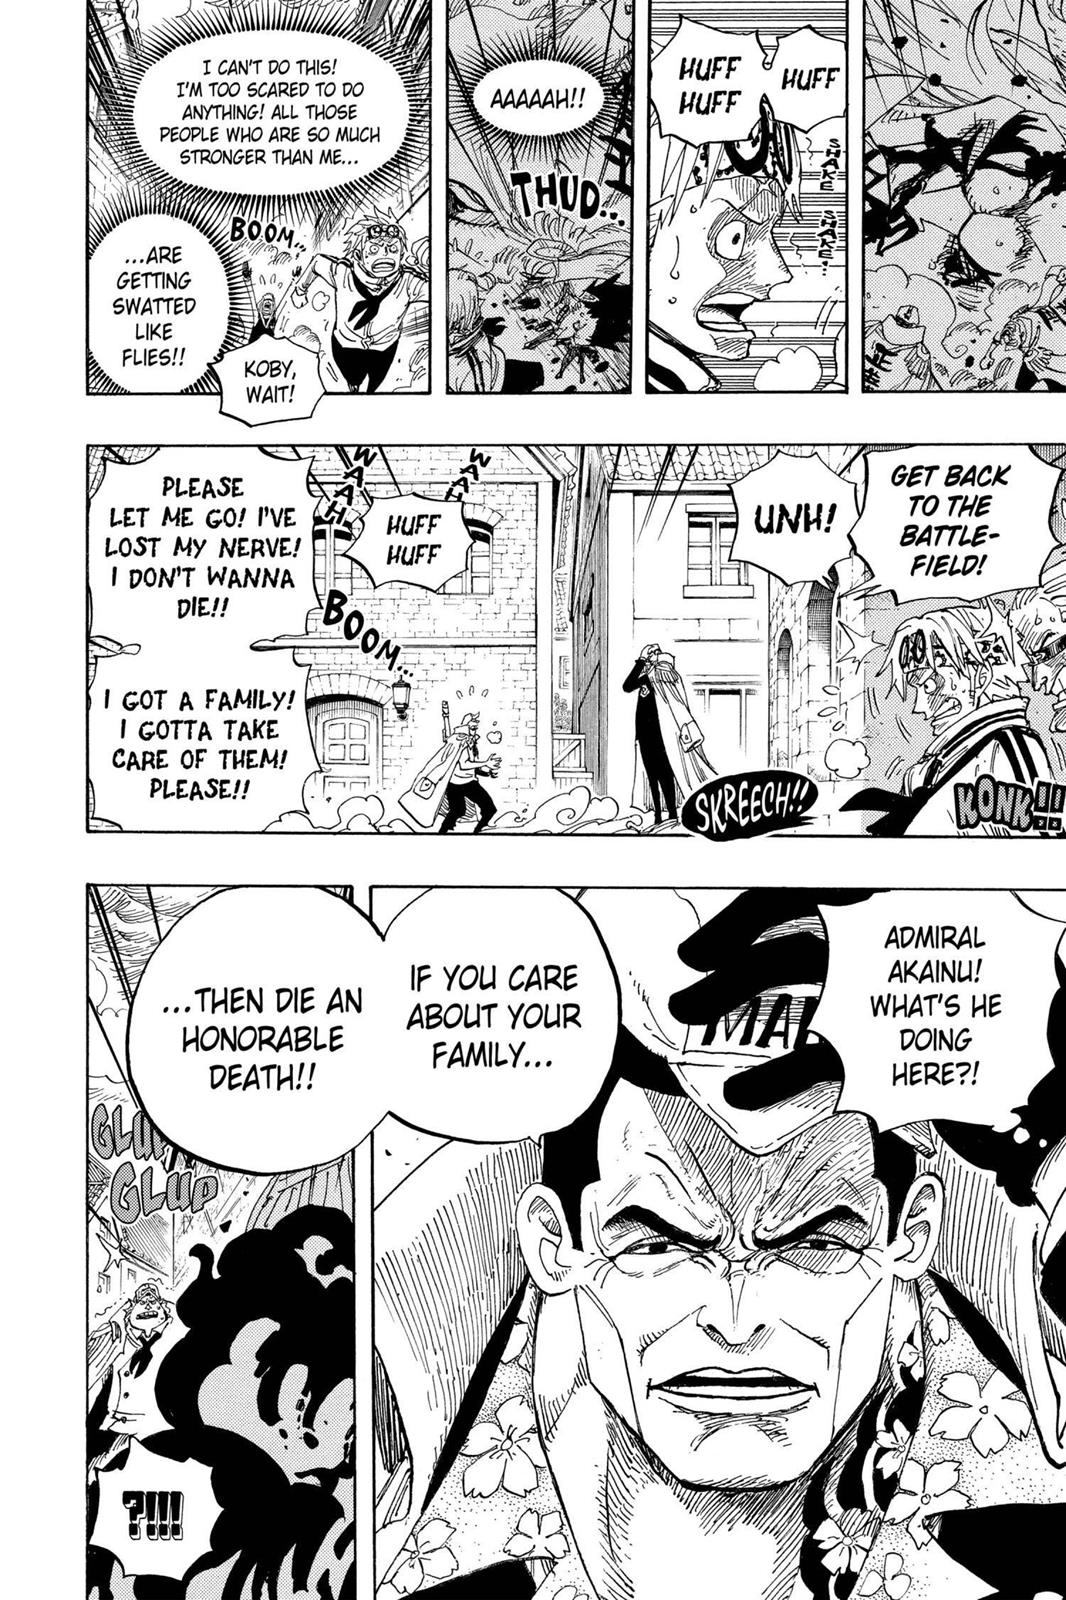 HUFF
HUFF
HUFF
SHAKE
SHAKE..
AAAAAH!!
THUD...
I CAN'T DO THIS!
I'M TOO SCARED TO DO
ANYTHING! ALL THOSE
PEOPLE WHO ARE SO MUCH
STRONGER THAN ME...
...ARE
GETTING
SWATTED
LIKE
FLIES!!
BOOM...
KOBY,
WAIT!
GET BACK
TO THE
BATTLE-
FIELD!
UNH!
KONK!!
SKREECH!!
WAAH
WAAH
HUFF
HUFF
BOOM...
PLEASE
LET ME GO! I'VE
LOST MY NERVE!
I DON'T WANNA
DIE!!
I GOT A FAMILY!
I GOTTA TAKE
CARE OF THEM!
PLEASE!!
ADMIRAL
AKAINU!
WHAT'S HE
DOING
HERE?!
IF YOU CARE
ABOUT YOUR
FAMILY...
...THEN DIE AN
HONORABLE
DEATH!!
GLUP
GLUP
?!!!